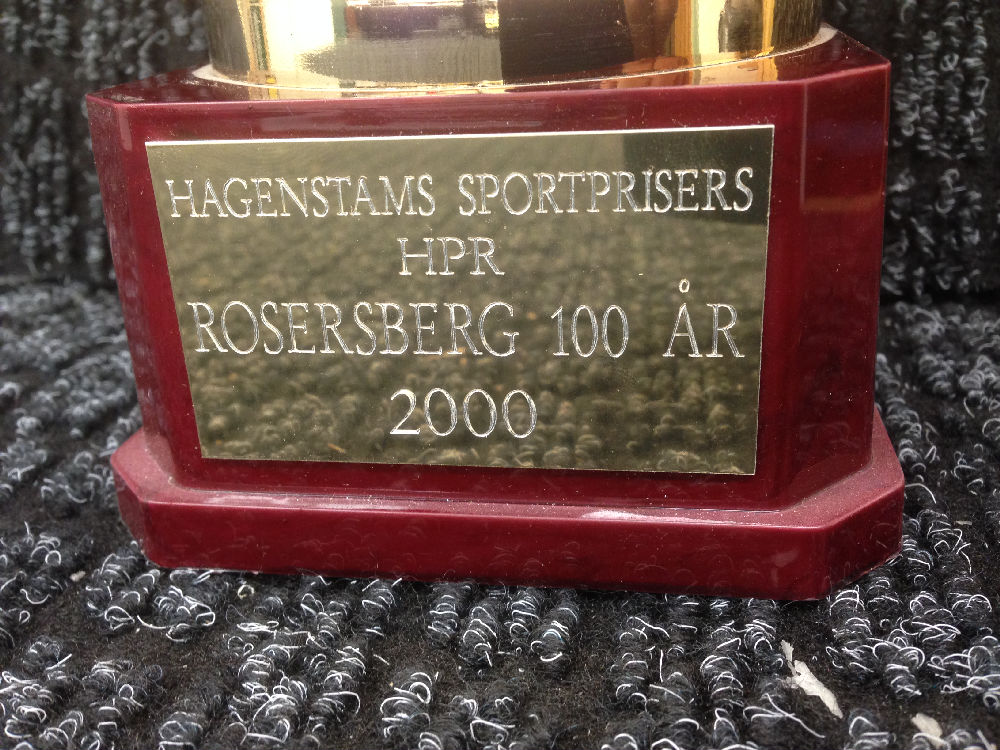 HAGENSTAMS SPORTPRISERS
HPR
ROSERSBERG 100 ÅR
2000